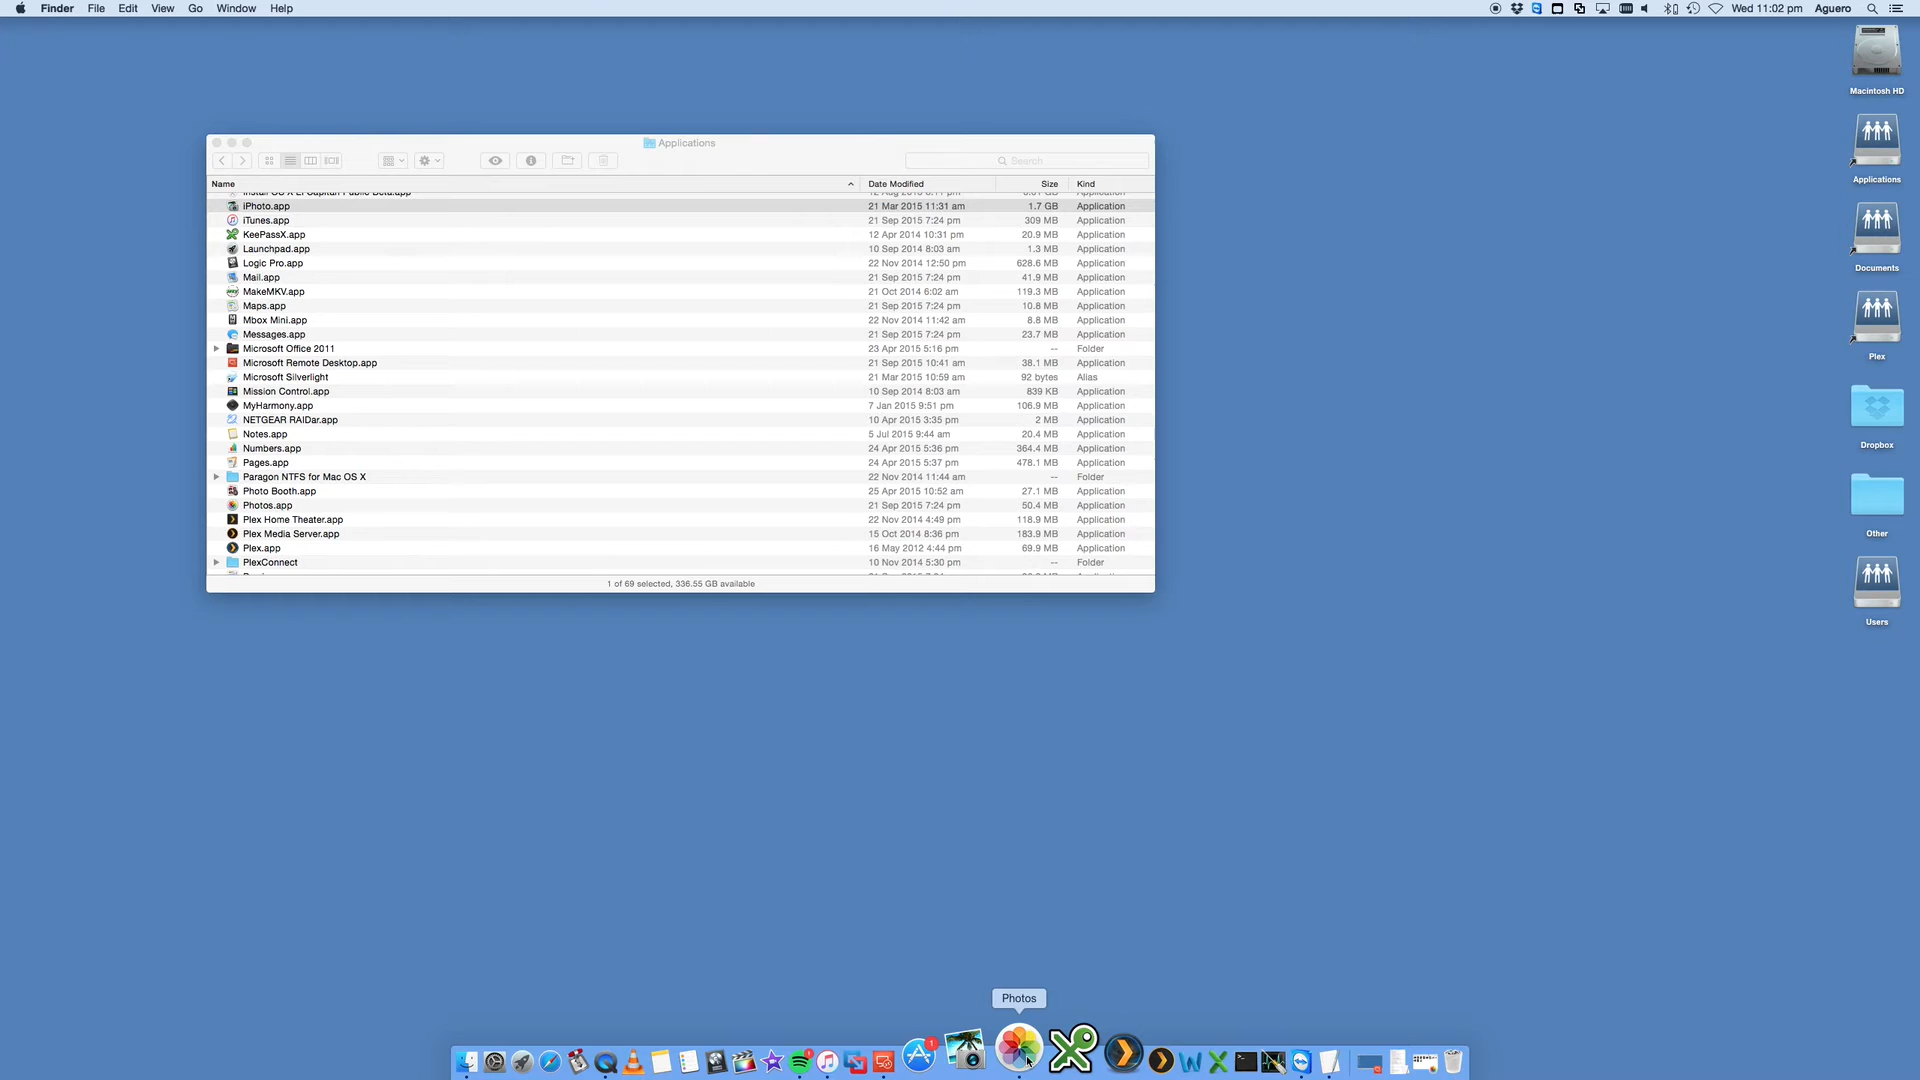 Finder File Edit View Go Window Help
Wed 11:02 pm Aguero
Macintosh HD
Applications
Documents
Plex
Dropbox
Other
Users
Applications
Search
Name Date Modified Size Kind
iPhoto.app 21 Mar 2015 11:31 am 1.7 GB Application
iTunes.app 21 Sep 2015 7:24 pm 309 MB Application
KeePassX.app 12 Apr 2014 10:31 pm 20.9 MB Application
Launchpad.app 10 Sep 2014 8:03 am 1.3 MB Application
Logic Pro.app 22 Nov 2014 12:50 pm 628.6 MB Application
Mail.app 21 Sep 2015 7:24 pm 41.9 MB Application
MakeMKV.app 21 Oct 2014 6:02 am 119.3 MB Application
Maps.app 21 Sep 2015 7:24 pm 10.8 MB Application
Mbox Mini.app 22 Nov 2014 11:42 am 8.8 MB Application
Messages.app 21 Sep 2015 7:24 pm 23.7 MB Application
Microsoft Office 2011 23 Apr 2015 5:16 pm -- Folder
Microsoft Remote Desktop.app 21 Sep 2015 10:41 am 38.1 MB Application
Microsoft Silverlight 21 Mar 2015 10:59 am 92 bytes Alias
Mission Control.app 10 Sep 2014 8:03 am 839 KB Application
MyHarmony.app 7 Jan 2015 9:51 pm 106.9 MB Application
NETGEAR RAIDar.app 10 Apr 2015 3:35 pm 2 MB Application
Notes.app 5 Jul 2015 9:44 am 20.4 MB Application
Numbers.app 24 Apr 2015 5:36 pm 364.4 MB Application
Pages.app 24 Apr 2015 5:37 pm 478.1 MB Application
Paragon NTFS for Mac OS X 22 Nov 2014 11:44 am -- Folder
Photo Booth.app 25 Apr 2015 10:52 am 27.1 MB Application
Photos.app 21 Sep 2015 7:24 pm 50.4 MB Application
Plex Home Theater.app 22 Nov 2014 4:49 pm 118.9 MB Application
Plex Media Server.app 15 Oct 2014 8:36 pm 183.9 MB Application
Plex.app 16 May 2012 4:44 pm 69.9 MB Application
PlexConnect 10 Nov 2014 5:30 pm -- Folder
1 of 69 selected, 336.55 GB available
Photos
1